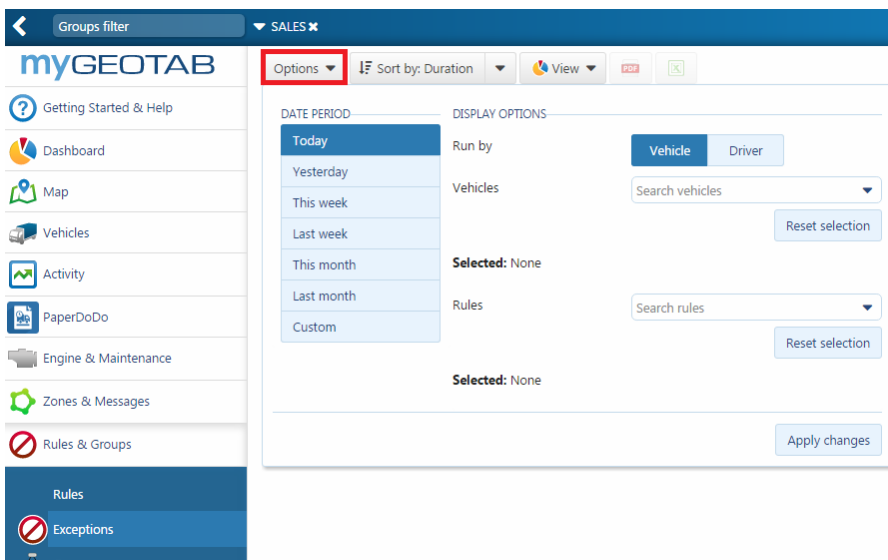 Groups filter
SALES
myGEOTAB
Getting Started & Help
Dashboard
Map
Vehicles
Activity
PaperDoDo
Engine & Maintenance
Zones & Messages
Rules & Groups
Rules
Exceptions
Options
Sort by: Duration
View
PDF
X
DATE PERIOD
Today
Yesterday
This week
Last week
This month
Last month
Custom
DISPLAY OPTIONS
Run by
Vehicle
Driver
Vehicles
Search vehicles
Reset selection
Selected: None
Rules
Search rules
Reset selection
Selected: None
Apply changes